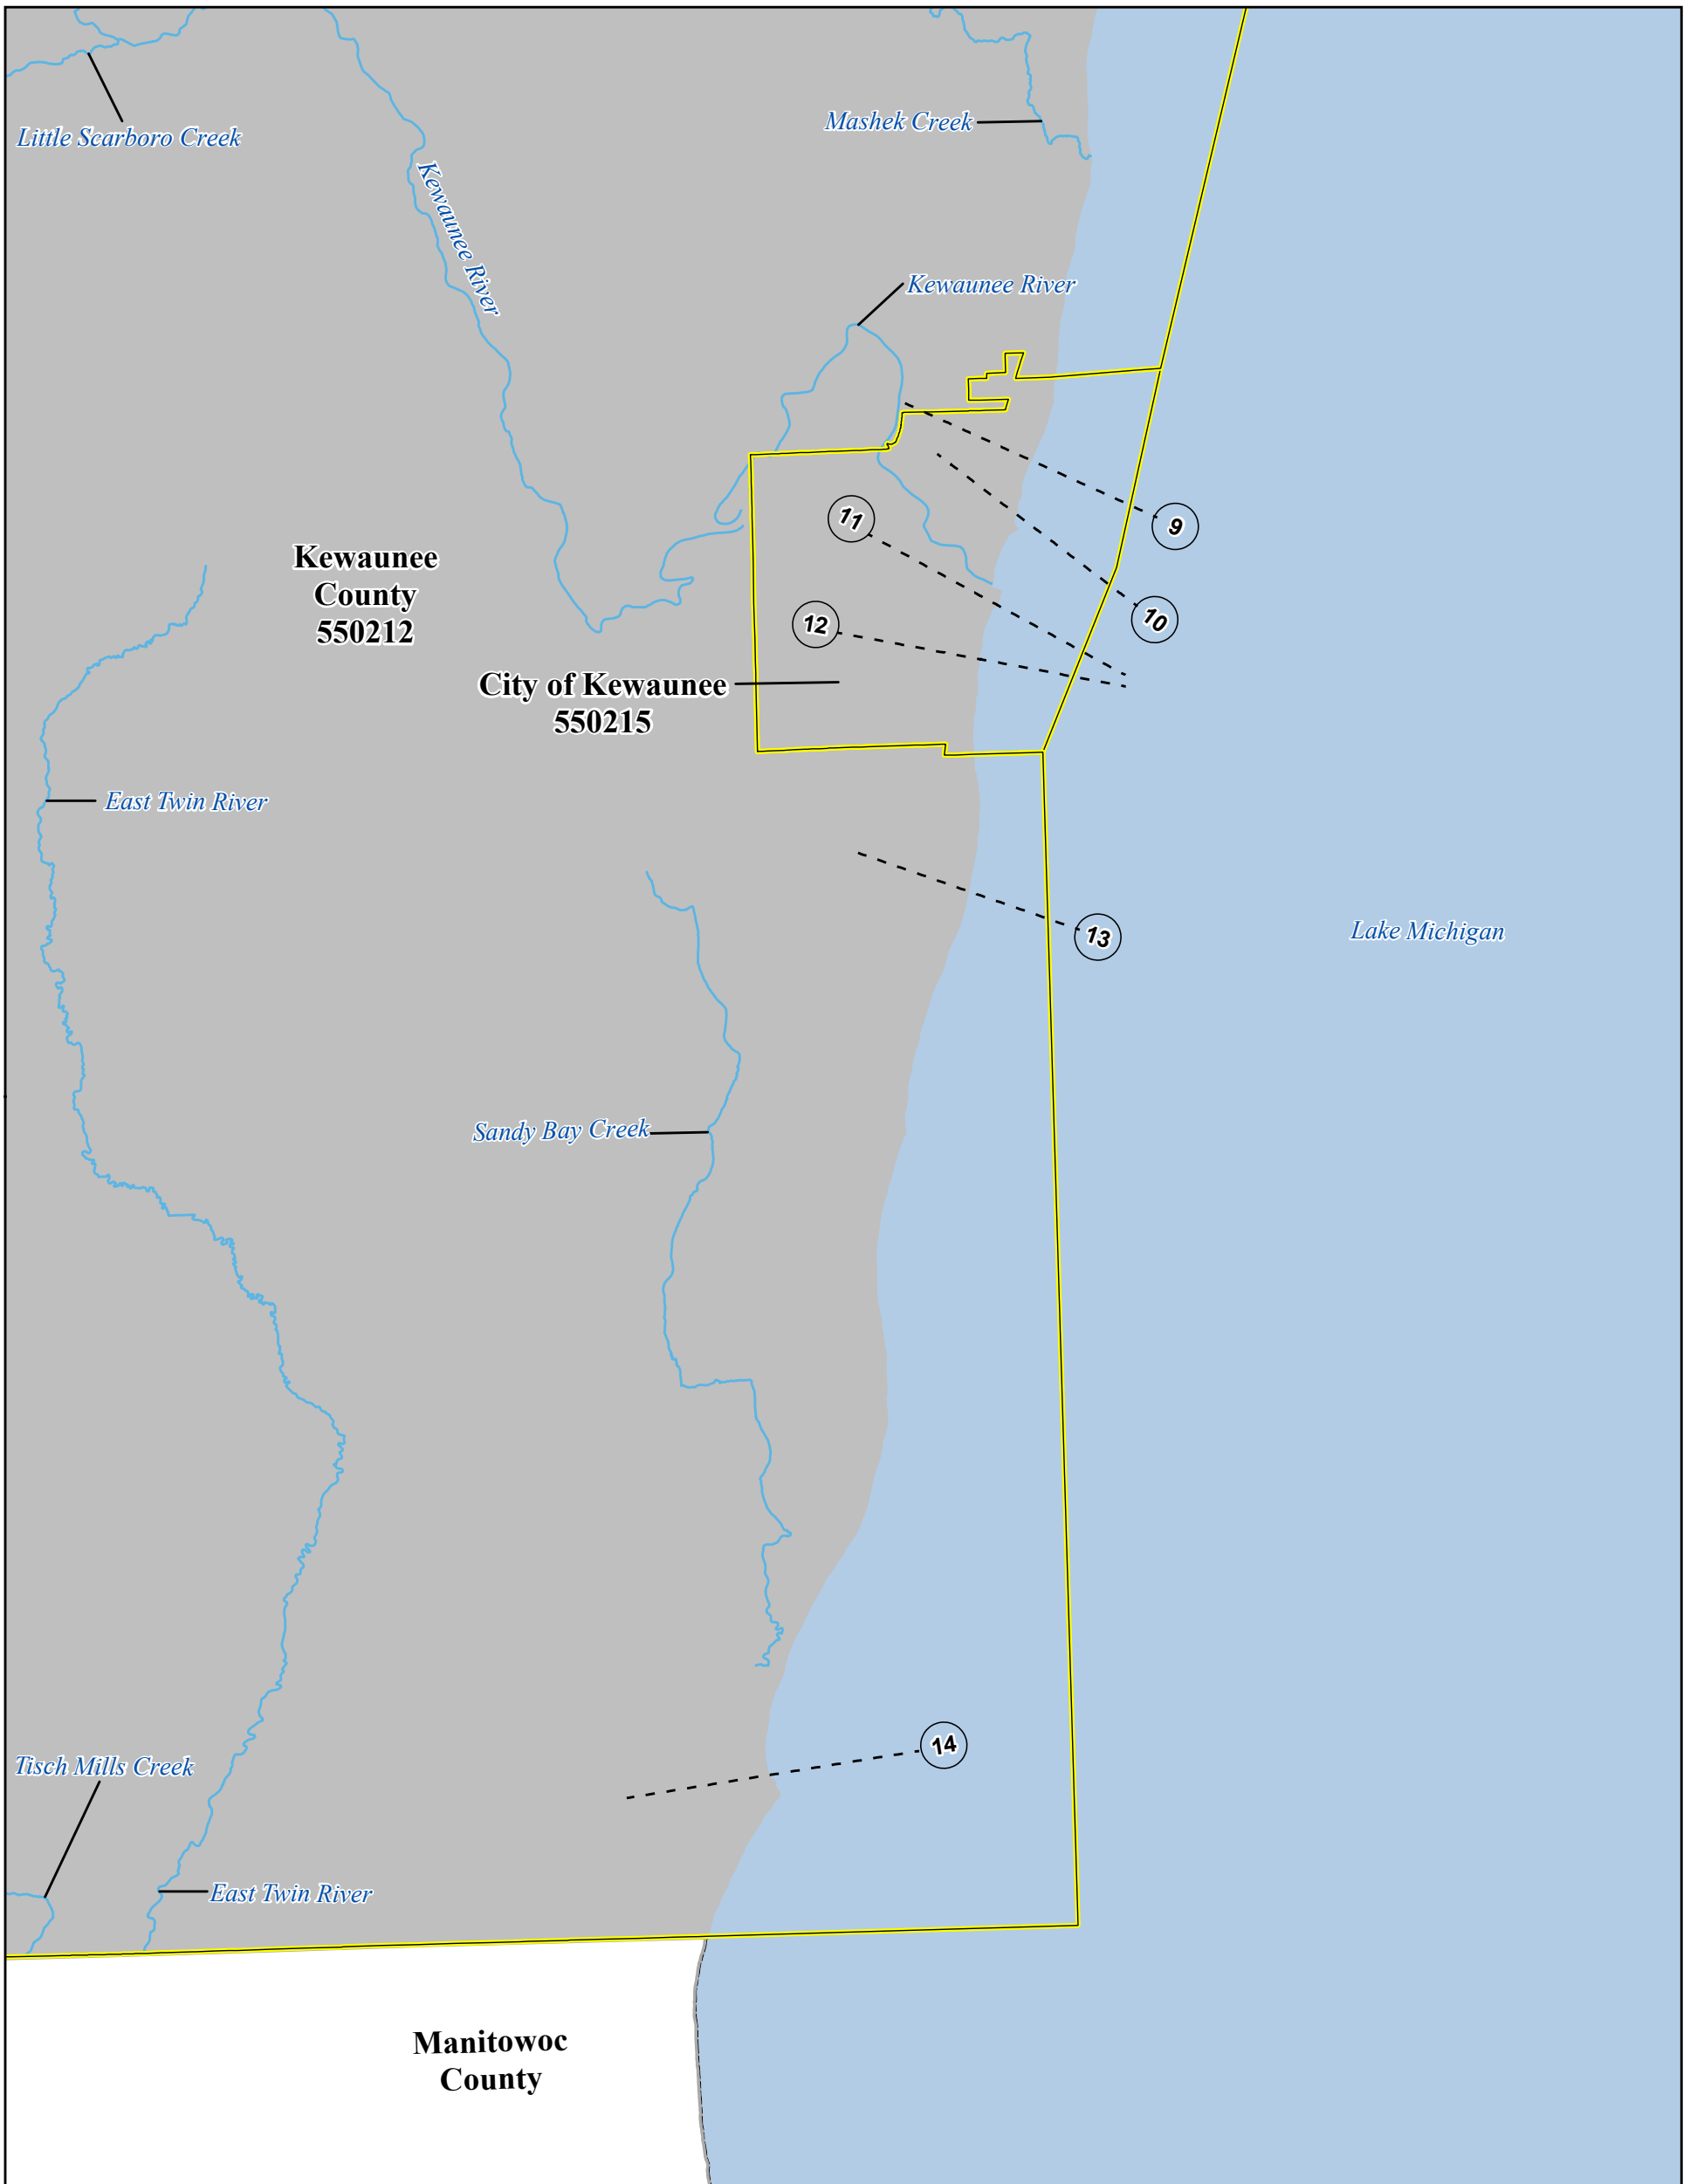 Mashek Creek
Little Scarboro Creek
Kewaunee River
Kewaunee River
9
11
10
12
Kewaunee
County
550212
City of Kewaunee
550215
East Twin River
13
Lake Michigan
Sandy Bay Creek
14
Tisch Mills Creek
East Twin River
Manitowoc
County